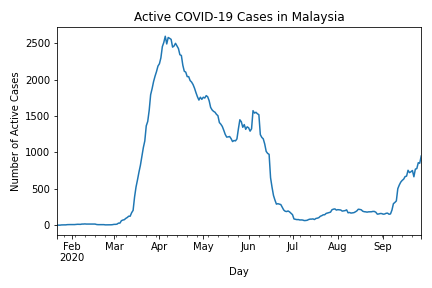 Active COVID-19 Cases in Malaysia
Number of Active Cases
2500
2000
1500
1000
500
0
Feb Mar Apr May Jun Jul Aug Sep
2020
Day